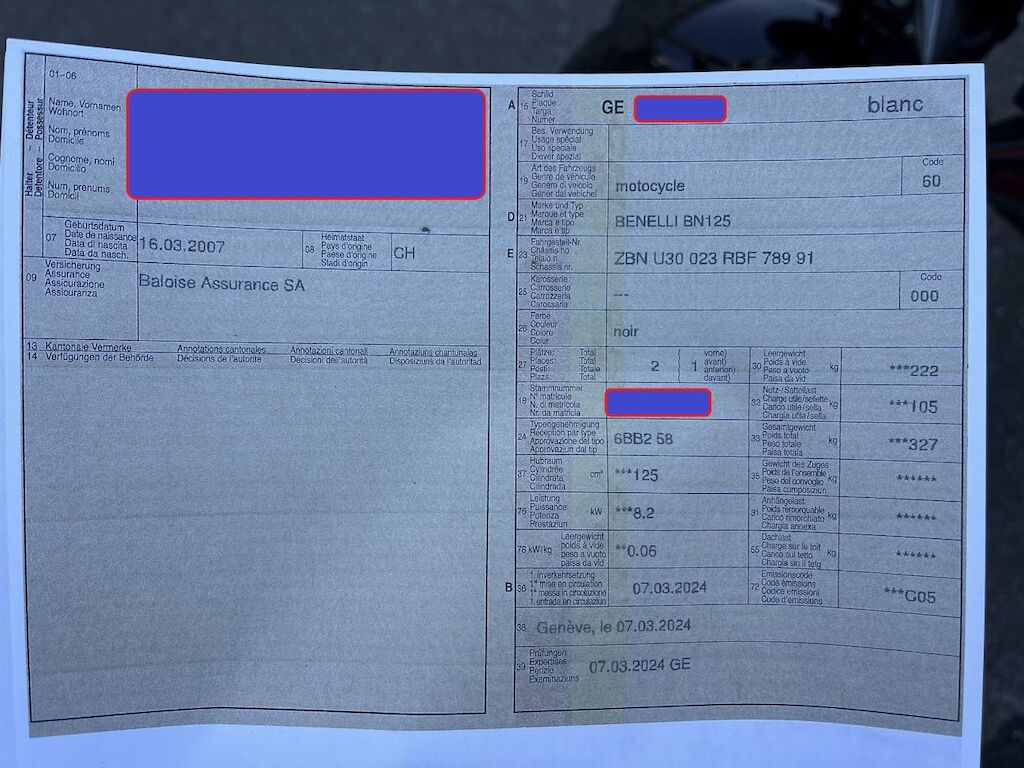 01-06
Halter – Détenteur
Detentore – Possessur
Name, Vornamen
Wohnort
Nom, prénoms
Domicile
Cognome, nomi
Domicilio
Num, prenums
Domicil
07
Geburtsdatum
Date de naissance
Data di nascita
Data da nasch.
16.03.2007
08
Heimatstaat
Pays d'origine
Paese d'origine
Stadi d'origin
CH
09
Versicherung
Assurance
Assicurazione
Assicuranza
Baloise Assurance SA
13 Kantonale Vermerke Annotations cantonales Annotazioni cantonali Annotaziuns chantunalas
14 Verfügungen der Behörde Décisions de l'autorité Decisioni dell'autorità Disposiziuns da l'autoritad
A 15
Schild
Plaque
Targa
Numer
GE blanc
17
Bes. Verwendung
Usage spécial
Uso speciale
Diever spezial
19
Art des Fahrzeugs
Genre de véhicule
Genere di veicolo
Gener dal vehichel
motocycle
Code
60
D 21
Marke und Typ
Marque et type
Marca e tipo
Marca e tip
BENELLI BN125
E 23
Fahrgestell-Nr.
Châssis no
Telaio n.
Schassis nr.
ZBN U30 023 RBF 789 91
25
Karosserie
Carrosserie
Carrozzeria
Carossaria
---
Code
000
26
Farbe
Couleur
Colore
Colur
noir
27
Plätze: Total
Places: Total
Posti: Totale
Plazs: Total
2 ( 1
vorne)
avant)
anteriori)
davant)
30
Leergewicht
Poids à vide
Peso a vuoto
Paisa da vid
kg
***222
18
Stammnummer
N° matricule
N. di matricola
Nr. da matricla
32
Nutz-/Sattellast
Charge utile/sellette
Carico utile/sella
Chargia utila/sella
kg
***105
24
Typengenehmigung
Réception par type
Approvazione del tipo
Approvaziun dal tip
6BB2 58
33
Gesamtgewicht
Poids total
Peso totale
Paisa totala
kg
***327
37
Hubraum
Cylindrée
Cilindrata
Cilindrada
cm³
***125
35
Gewicht des Zuges
Poids de l'ensemble
Peso del convoglio
Paisa cumposiziun
kg
******
76
Leistung
Puissance
Potenza
Prestaziun
kW
***8.2
31
Anhängelast
Poids remorquable
Carico rimorchiato
Chargia annexa
kg
******
78 kW/kg
Leergewicht
poids à vide
peso a vuoto
paisa da vid
**0.06
55
Dachlast
Charge sur le toit
Carico sul tetto
Chargia sin il tetg
kg
******
B 36
1. Inverkehrsetzung
1re mise en circulation
1a messa in circolazione
1. entrada en circulaziun
07.03.2024
72
Emissionscode
Code émissions
Codice emissioni
Code d'emissiuns
***G05
38
Genève, le 07.03.2024
39
Prüfungen
Expertises
Perizie
Examinaziuns
07.03.2024 GE